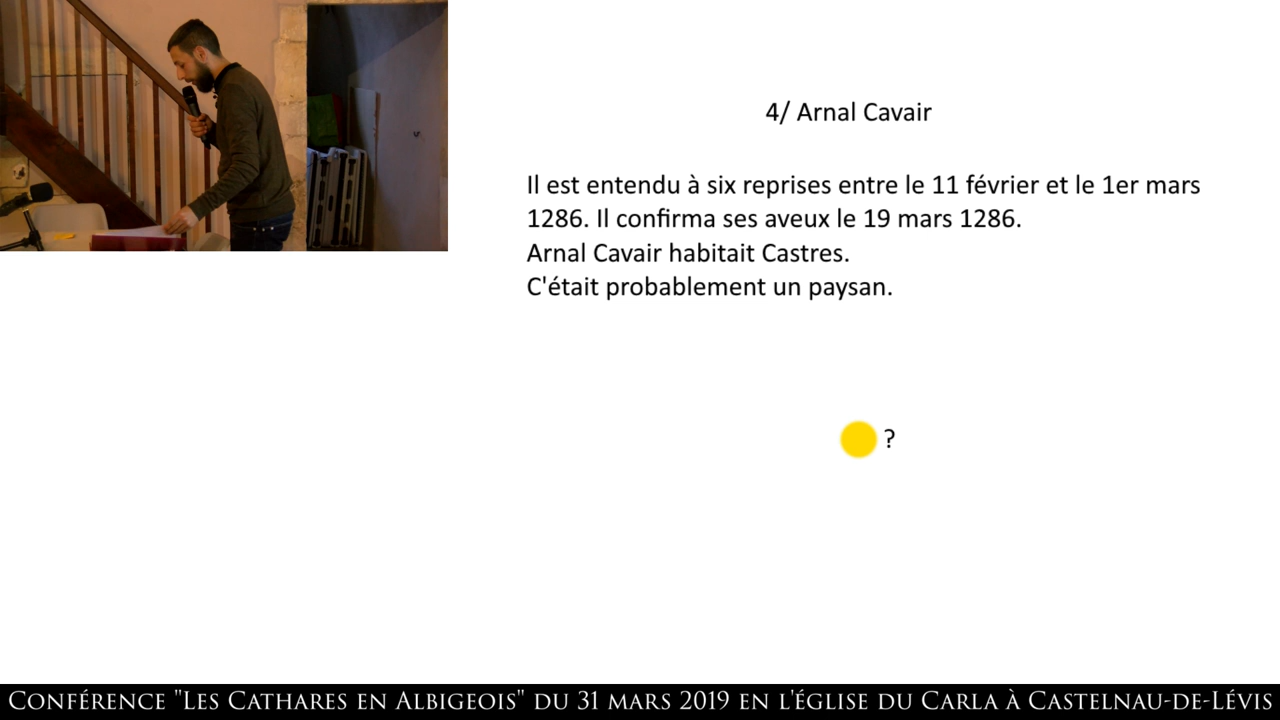 4/ Arnal Cavair
Il est entendu à six reprises entre le 11 février et le 1er mars
1286. Il confirma ses aveux le 19 mars 1286.
Arnal Cavair habitait Castres.
C'était probablement un paysan.
?
Conférence "Les Cathares en Albigeois" du 31 mars 2019 en l'église du Carla à Castelnau-de-Lévis